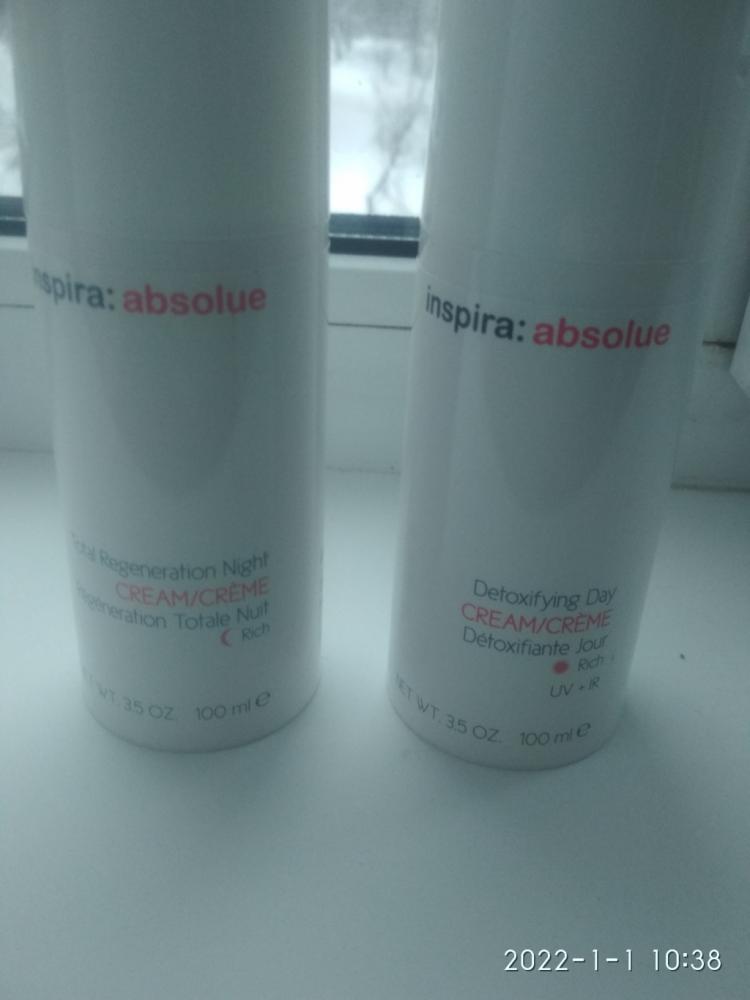 inspira: absolue
Total Regeneration Night
CREAM/CRÈME
Régénération Totale Nuit
Rich
WT. 3.5 OZ. 100 ml e
inspira: absolue
Detoxifying Day
CREAM/CRÈME
Détoxifiante Jour
Rich
UV + IR
NET WT. 3.5 OZ. 100 ml e
2022-1-1 10:38